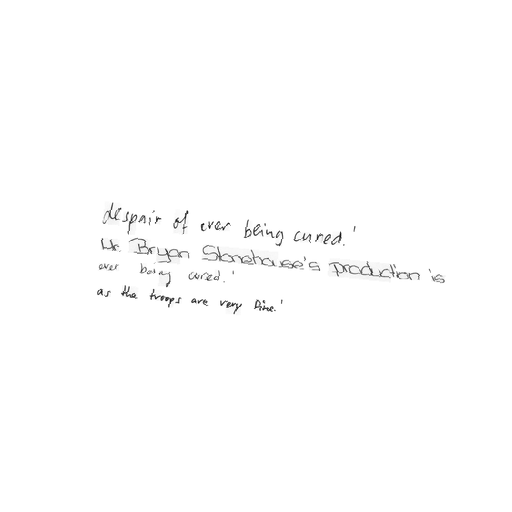 despair of ever being cured.'
Mr. Bryan Stonehouse's production is
ever being cured.'
as the troops are very fine.'